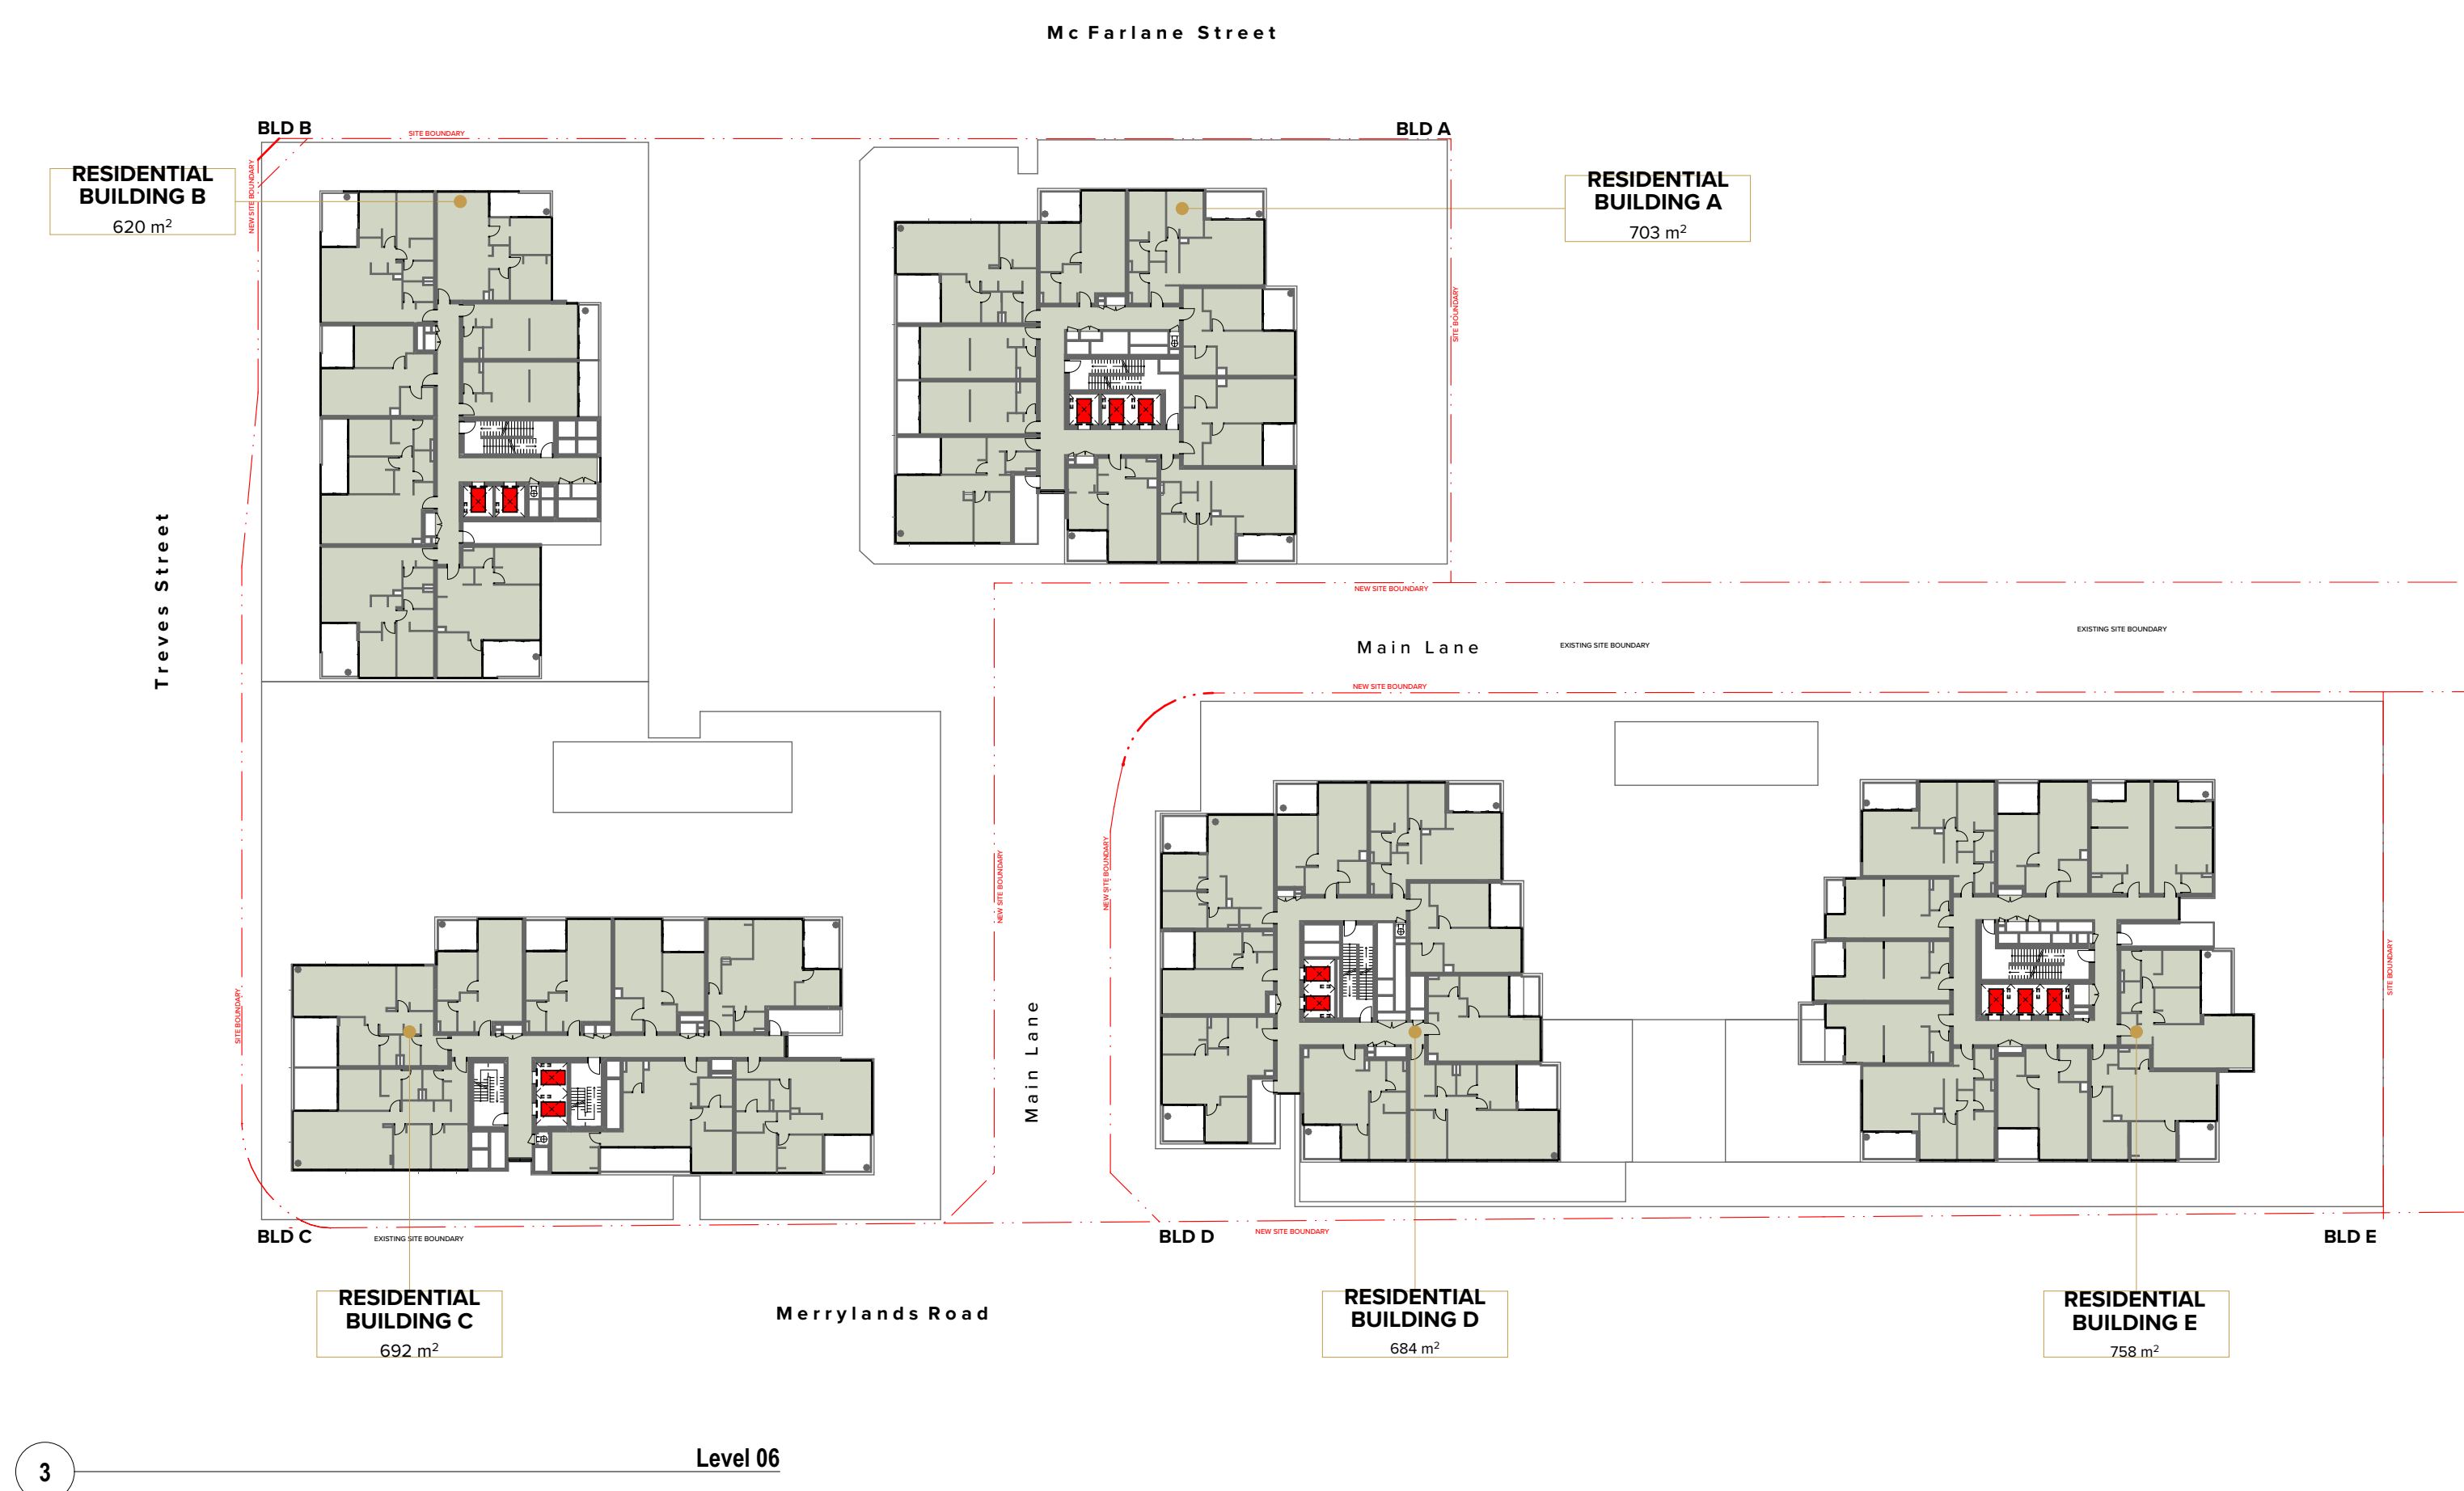 McFarlane Street
BLD B
SITE BOUNDARY
BLD A
RESIDENTIAL
BUILDING B
620 m²
NEW SITE BOUNDARY
RESIDENTIAL
BUILDING A
703 m²
SITE BOUNDARY
Treves Street
NEW SITE BOUNDARY
Main Lane
EXISTING SITE BOUNDARY
EXISTING SITE BOUNDARY
NEW SITE BOUNDARY
NEW SITE BOUNDARY
NEW SITE BOUNDARY
SITE BOUNDARY
SITE BOUNDARY
Main Lane
BLD C
EXISTING SITE BOUNDARY
BLD D
NEW SITE BOUNDARY
BLD E
RESIDENTIAL
BUILDING C
692 m²
Merrylands Road
RESIDENTIAL
BUILDING D
684 m²
RESIDENTIAL
BUILDING E
758 m²
3
Level 06